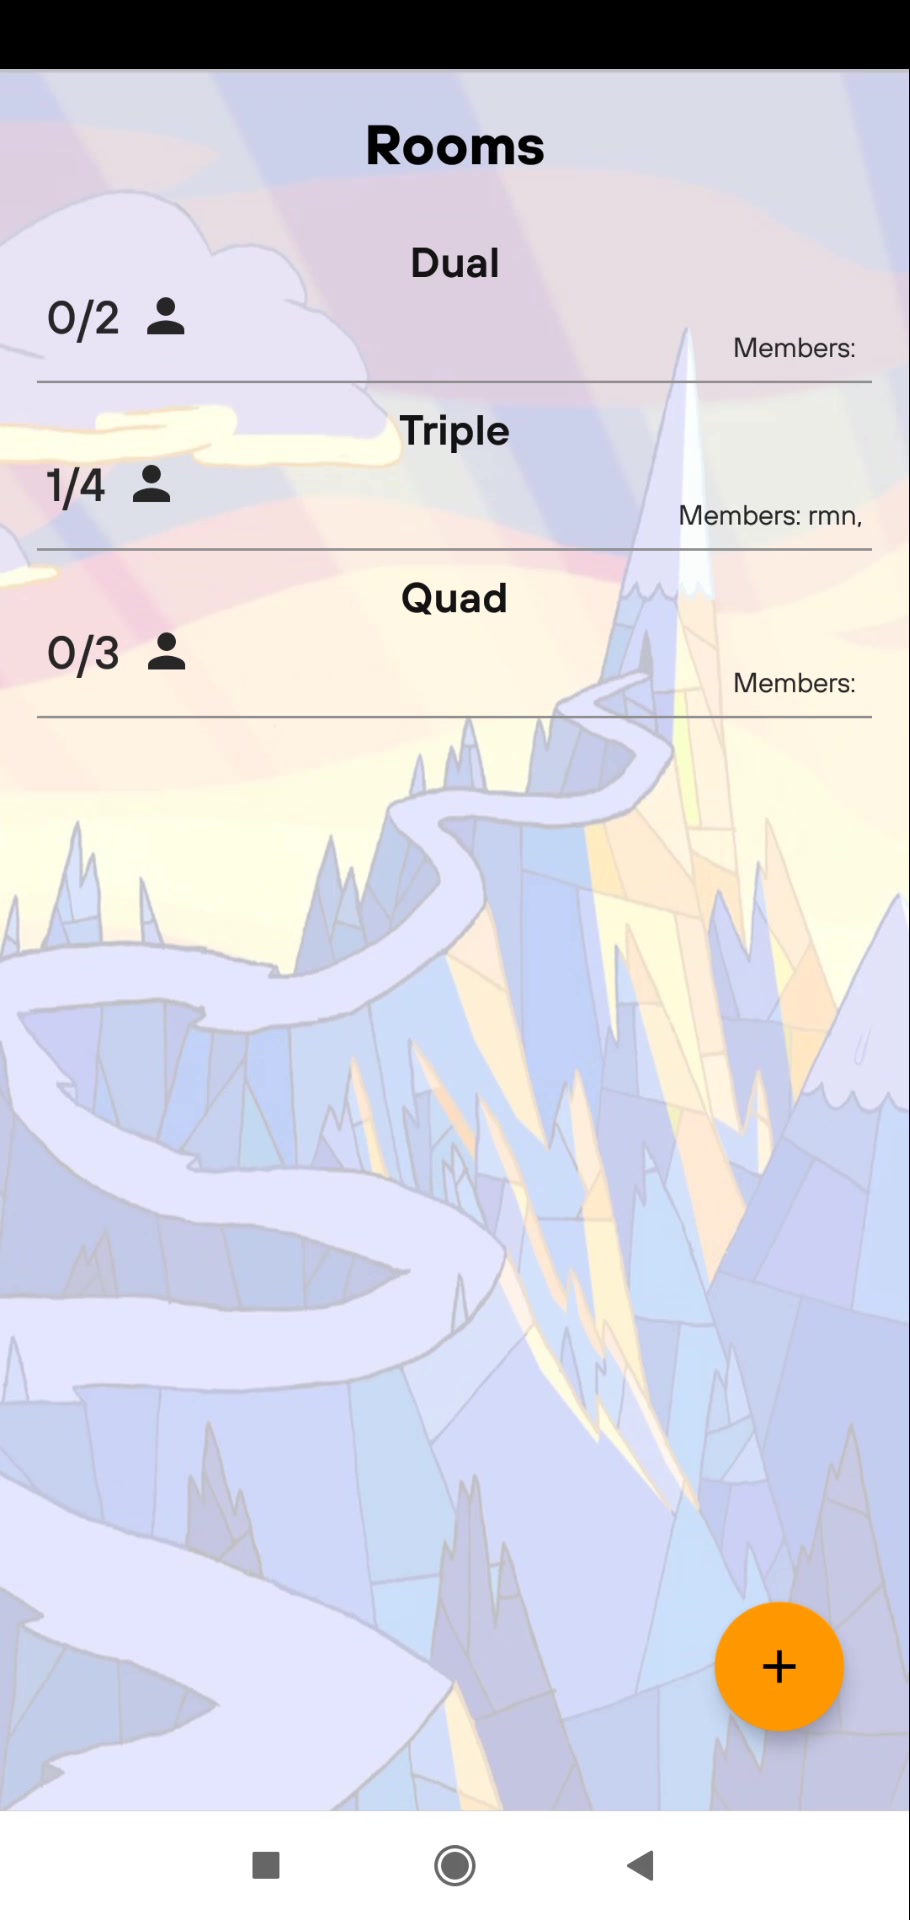 Rooms
Dual
0/2
Members:
Triple
1/4
Members: rmn,
Quad
0/3
Members:
+